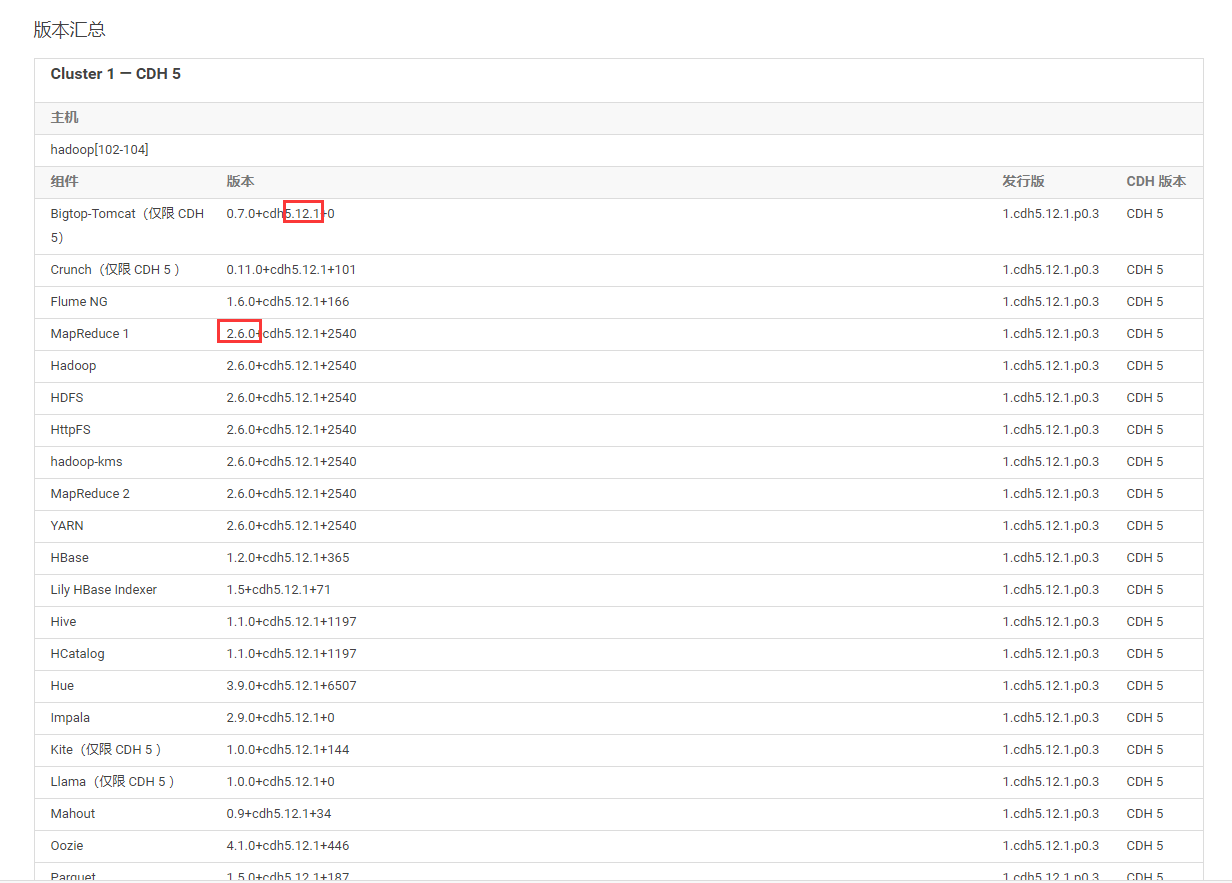 版本汇总
Cluster 1 — CDH 5
主机
hadoop[102-104]
组件 版本 发行版 CDH 版本
Bigtop-Tomcat（仅限 CDH 5） 0.7.0+cdh5.12.1+0 1.cdh5.12.1.p0.3 CDH 5
Crunch（仅限 CDH 5 ） 0.11.0+cdh5.12.1+101 1.cdh5.12.1.p0.3 CDH 5
Flume NG 1.6.0+cdh5.12.1+166 1.cdh5.12.1.p0.3 CDH 5
MapReduce 1 2.6.0+cdh5.12.1+2540 1.cdh5.12.1.p0.3 CDH 5
Hadoop 2.6.0+cdh5.12.1+2540 1.cdh5.12.1.p0.3 CDH 5
HDFS 2.6.0+cdh5.12.1+2540 1.cdh5.12.1.p0.3 CDH 5
HttpFS 2.6.0+cdh5.12.1+2540 1.cdh5.12.1.p0.3 CDH 5
hadoop-kms 2.6.0+cdh5.12.1+2540 1.cdh5.12.1.p0.3 CDH 5
MapReduce 2 2.6.0+cdh5.12.1+2540 1.cdh5.12.1.p0.3 CDH 5
YARN 2.6.0+cdh5.12.1+2540 1.cdh5.12.1.p0.3 CDH 5
HBase 1.2.0+cdh5.12.1+365 1.cdh5.12.1.p0.3 CDH 5
Lily HBase Indexer 1.5+cdh5.12.1+71 1.cdh5.12.1.p0.3 CDH 5
Hive 1.1.0+cdh5.12.1+1197 1.cdh5.12.1.p0.3 CDH 5
HCatalog 1.1.0+cdh5.12.1+1197 1.cdh5.12.1.p0.3 CDH 5
Hue 3.9.0+cdh5.12.1+6507 1.cdh5.12.1.p0.3 CDH 5
Impala 2.9.0+cdh5.12.1+0 1.cdh5.12.1.p0.3 CDH 5
Kite（仅限 CDH 5 ） 1.0.0+cdh5.12.1+144 1.cdh5.12.1.p0.3 CDH 5
Llama（仅限 CDH 5 ） 1.0.0+cdh5.12.1+0 1.cdh5.12.1.p0.3 CDH 5
Mahout 0.9+cdh5.12.1+34 1.cdh5.12.1.p0.3 CDH 5
Oozie 4.1.0+cdh5.12.1+446 1.cdh5.12.1.p0.3 CDH 5
Parquet 1.5.0+cdh5.12.1+187 1.cdh5.12.1.p0.3 CDH 5